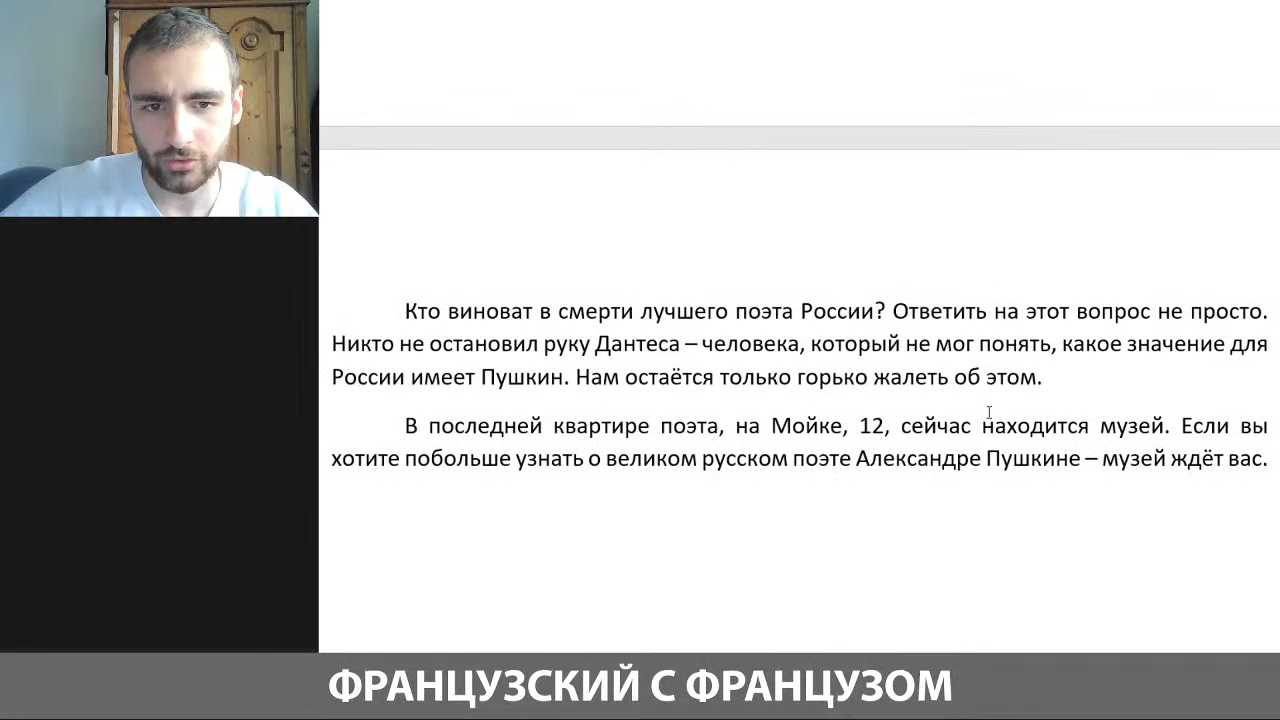 Кто виноват в смерти лучшего поэта России? Ответить на этот вопрос не просто.
Никто не остановил руку Дантеса – человека, который не мог понять, какое значение для
России имеет Пушкин. Нам остаётся только горько жалеть об этом.
В последней квартире поэта, на Мойке, 12, сейчас находится музей. Если вы
хотите побольше узнать о великом русском поэте Александре Пушкине – музей ждёт вас.
ФРАНЦУЗСКИЙ С ФРАНЦУЗОМ